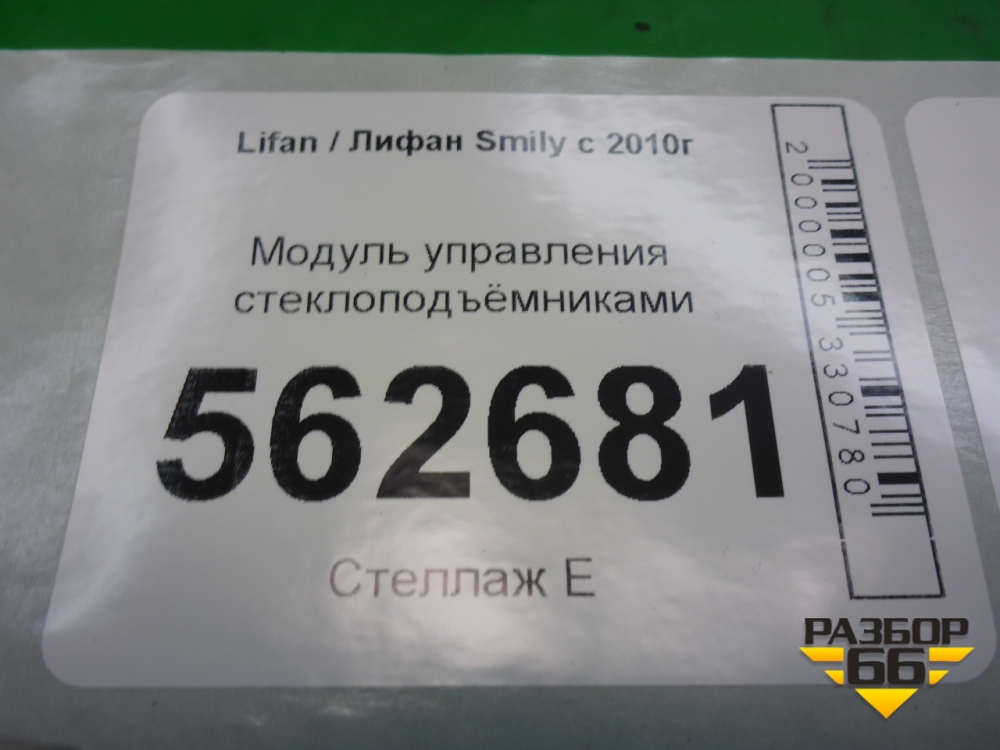 Lifan / Лифан Smily с 2010г
Модуль управления
стеклоподъёмниками
562681
Стеллаж Е
2000005330780
РАЗБОР
66